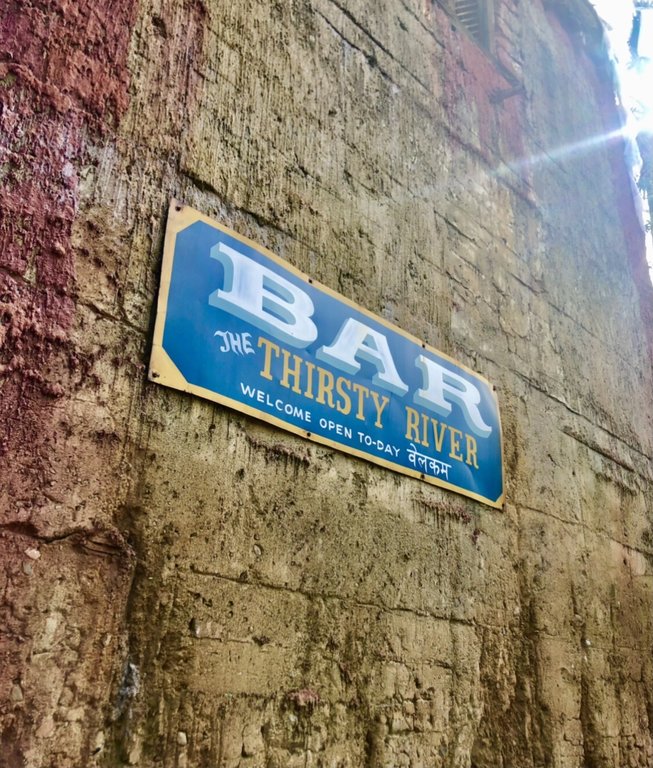 BAR
THE THIRSTY RIVER
WELCOME OPEN TO-DAY वेलकम